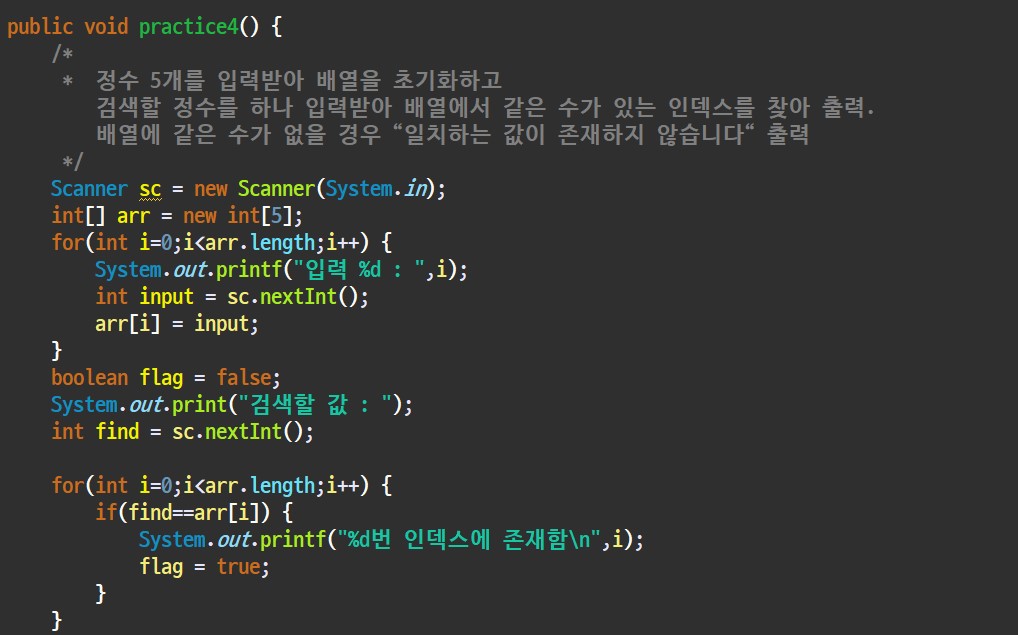 public void practice4() {
/*
* 정수 5개를 입력받아 배열을 초기화하고
검색할 정수를 하나 입력받아 배열에서 같은 수가 있는 인덱스를 찾아 출력.
배열에 같은 수가 없을 경우 “일치하는 값이 존재하지 않습니다“ 출력
*/
Scanner sc = new Scanner(System.in);
int[] arr = new int[5];
for(int i=0;i<arr.length;i++) {
System.out.printf("입력 %d : ",i);
int input = sc.nextInt();
arr[i] = input;
}
boolean flag = false;
System.out.print("검색할 값 : ");
int find = sc.nextInt();
for(int i=0;i<arr.length;i++) {
if(find==arr[i]) {
System.out.printf("%d번 인덱스에 존재함\n",i);
flag = true;
}
}